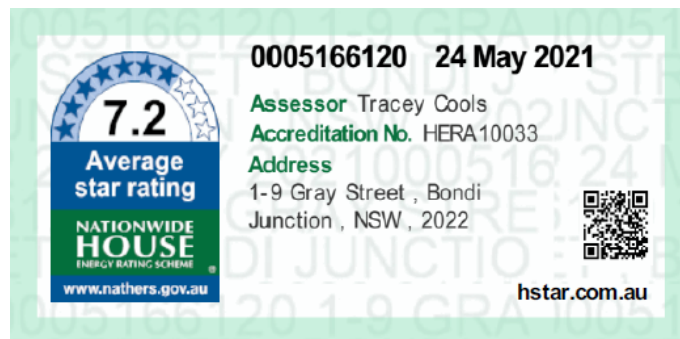 0005166120 24 May 2021
Assessor Tracey Cools
Accreditation No. HERA10033
Address
1-9 Gray Street , Bondi
Junction , NSW , 2022
hstar.com.au
7.2
Average
star rating
NATIONWIDE
HOUSE
ENERGY RATING SCHEME ®
www.nathers.gov.au